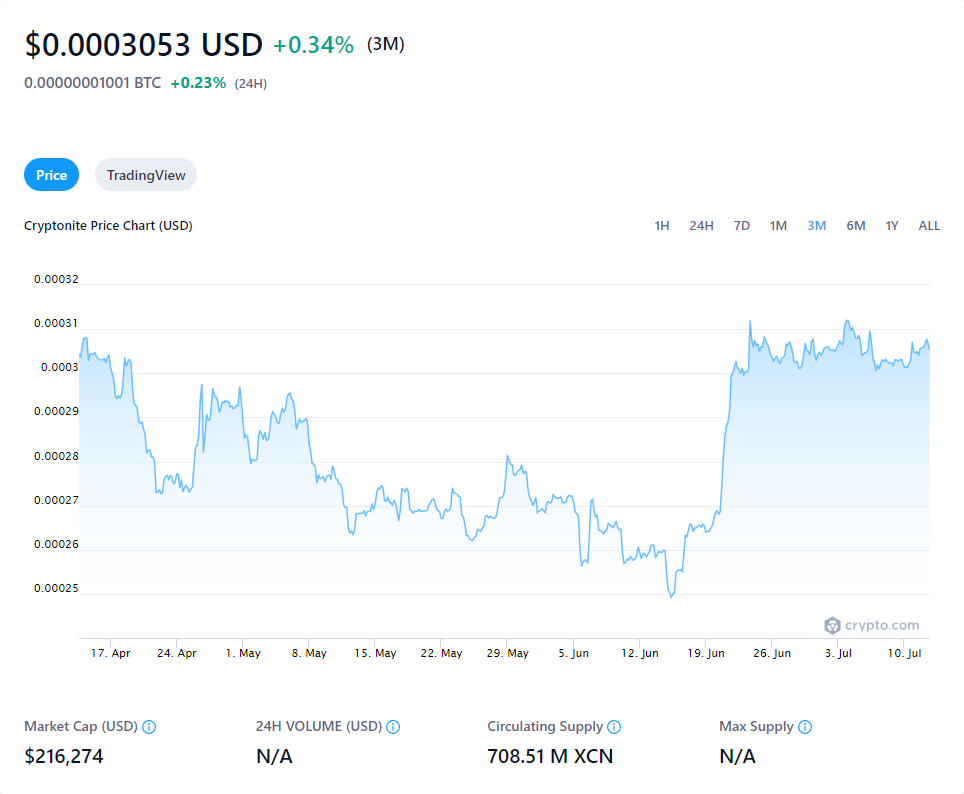 $0.0003053 USD +0.34% (3M)
0.00000001001 BTC +0.23% (24H)
Price TradingView
Cryptonite Price Chart (USD) 1H 24H 7D 1M 3M 6M 1Y ALL
0.00032
0.00031
0.0003
0.00029
0.00028
0.00027
0.00026
0.00025
crypto.com
17. Apr 24. Apr 1. May 8. May 15. May 22. May 29. May 5. Jun 12. Jun 19. Jun 26. Jun 3. Jul 10. Jul
Market Cap (USD) 24H VOLUME (USD) Circulating Supply Max Supply
$216,274 N/A 708.51 M XCN N/A